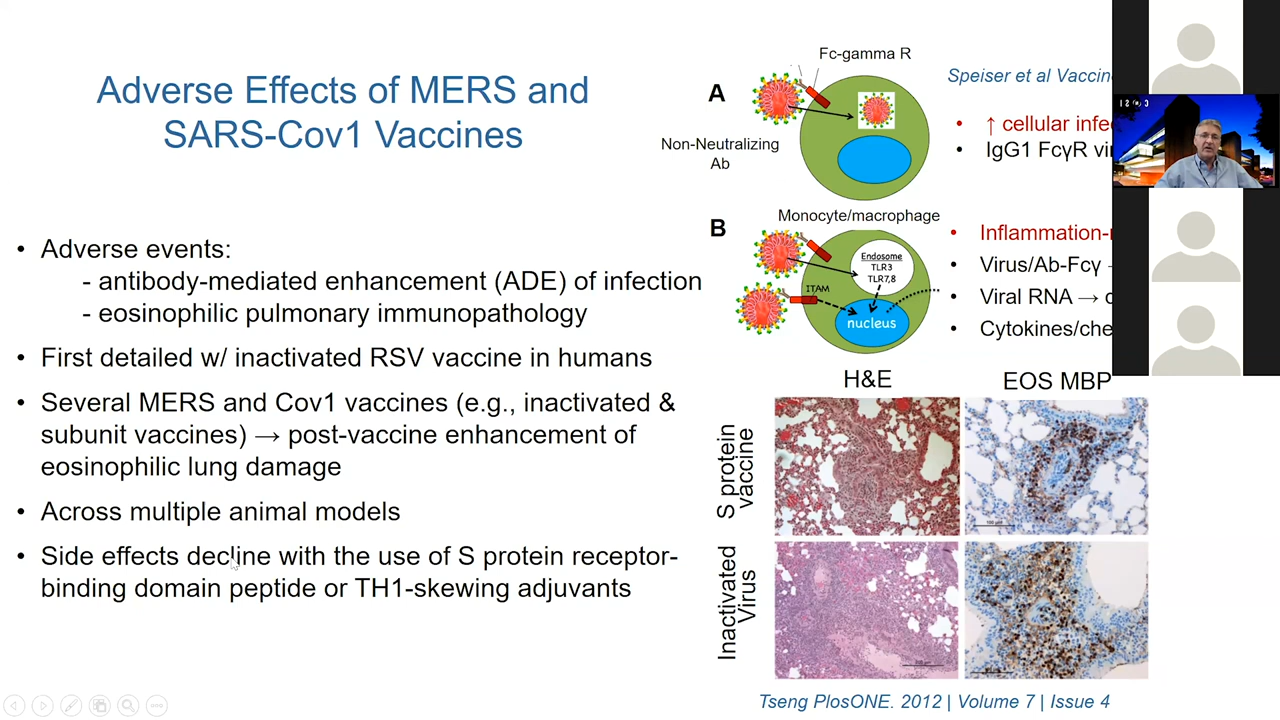 Adverse Effects of MERS and
SARS-Cov1 Vaccines
• Adverse events:
- antibody-mediated enhancement (ADE) of infection
- eosinophilic pulmonary immunopathology
• First detailed w/ inactivated RSV vaccine in humans
• Several MERS and Cov1 vaccines (e.g., inactivated &
subunit vaccines) → post-vaccine enhancement of
eosinophilic lung damage
• Across multiple animal models
• Side effects decline with the use of S protein receptor-
binding domain peptide or TH1-skewing adjuvants
Fc-gamma R
A
Non-Neutralizing
Ab
Speiser et al Vaccin
• ↑ cellular infe
• IgG1 FcγR vi
Monocyte/macrophage
B
Endosome
TLR3
TLR7,8
ITAM
nucleus
• Inflammation-
• Virus/Ab-Fcγ
• Viral RNA →
• Cytokines/che
H&E
EOS MBP
S protein
vaccine
Inactivated
Virus
Tseng PlosONE. 2012 | Volume 7 | Issue 4